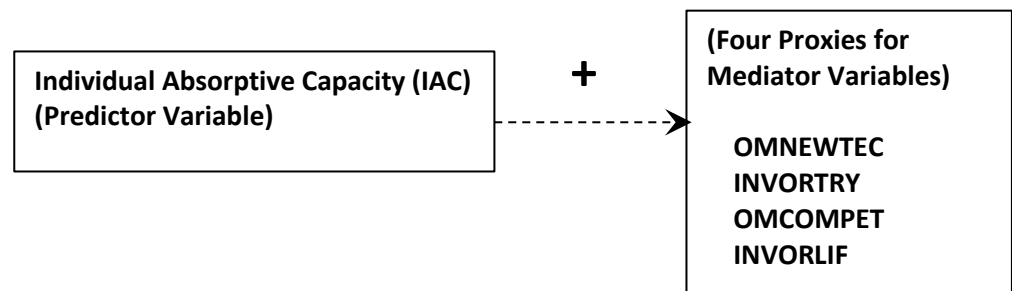 Individual Absorptive Capacity (IAC)
(Predictor Variable)
+
(Four Proxies for
Mediator Variables)
OMNEWTEC
INVORTRY
OMCOMPET
INVORLIF